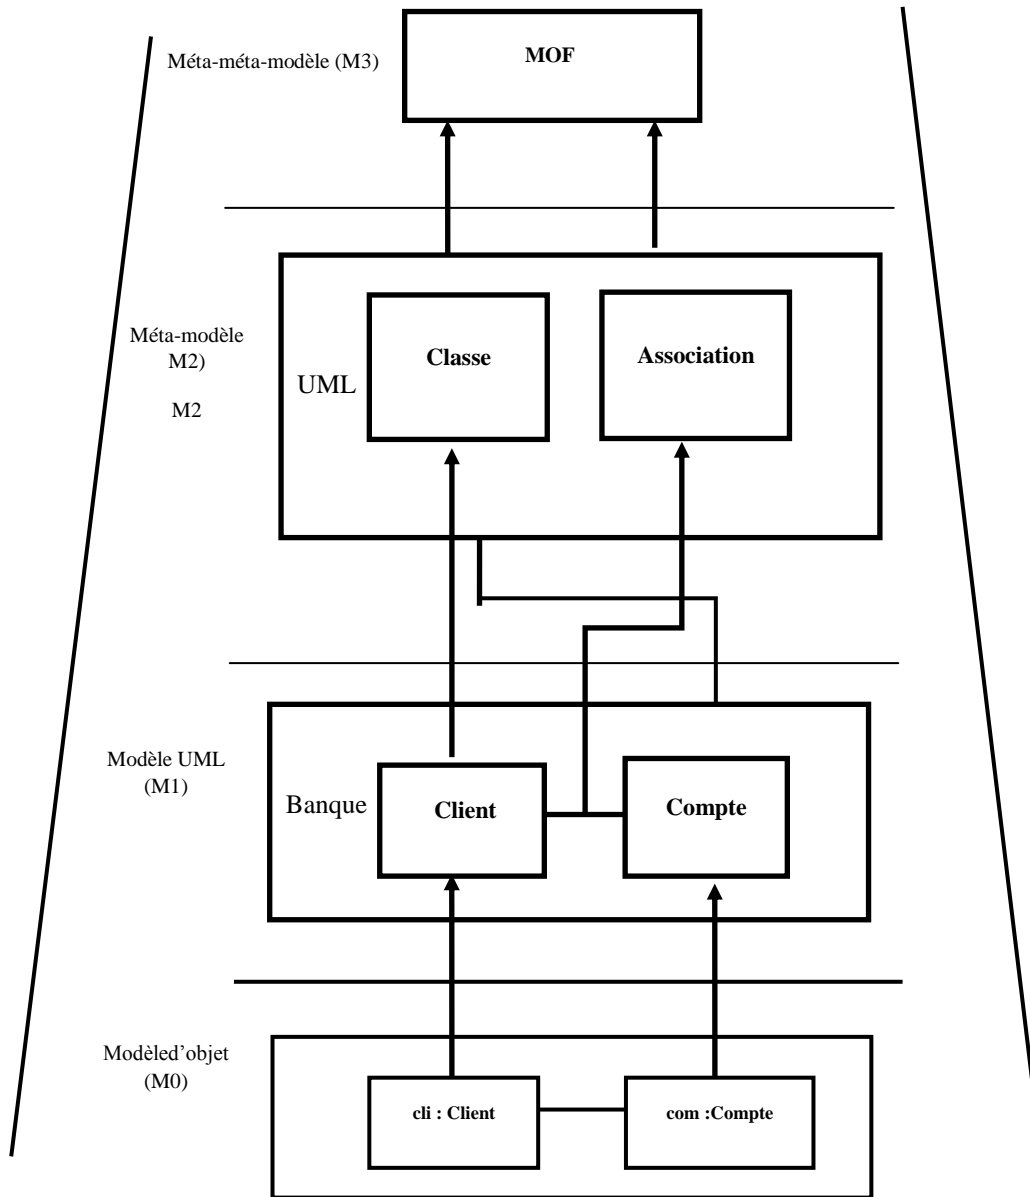 MOF
Méta-méta-modèle (M3)
Méta-modèle
M2)
M2
UML
Classe
Association
Modèle UML
(M1)
Banque
Client
Compte
Modèled’objet
(M0)
cli : Client
com :Compte